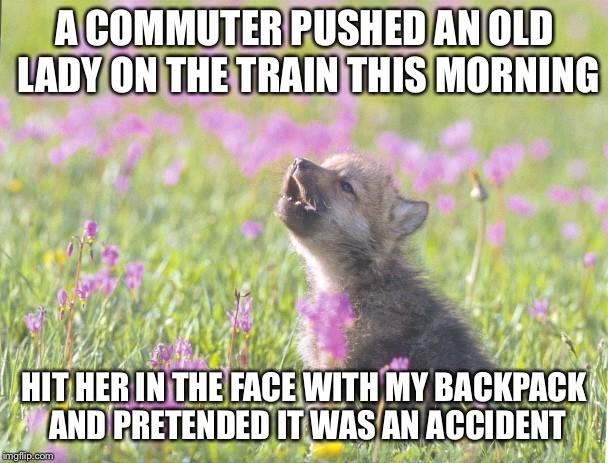 A COMMUTER PUSHED AN OLD
LADY ON THE TRAIN THIS MORNING
HIT HER IN THE FACE WITH MY BACKPACK
AND PRETENDED IT WAS AN ACCIDENT
imgflip.com